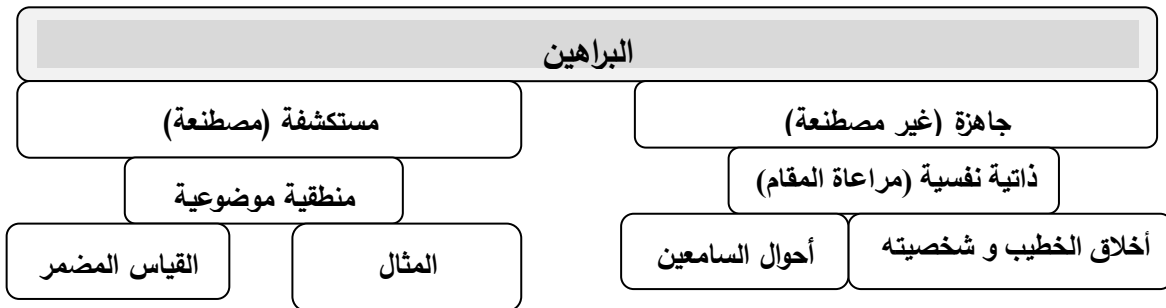 البراهين
جاهزة (غير مصطنعة)
مستكشفة (مصطنعة)
ذاتية نفسية (مراعاة المقام)
منطقية موضوعية
أخلاق الخطيب و شخصيته
أحوال السامعين
المثال
القياس المضمر